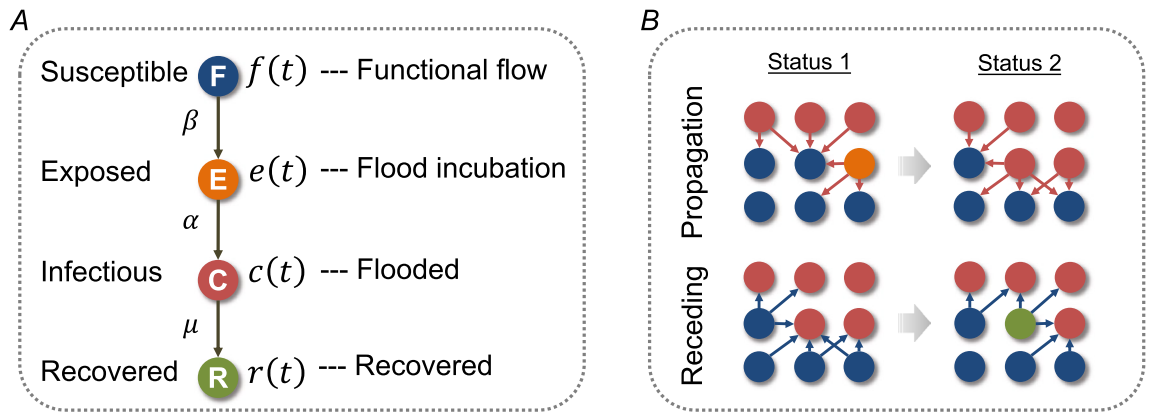 A
Susceptible F f(t) --- Functional flow
β
Exposed E e(t) --- Flood incubation
α
Infectious C c(t) --- Flooded
μ
Recovered R r(t) --- Recovered
B
Status 1 Status 2
Propagation
Receding